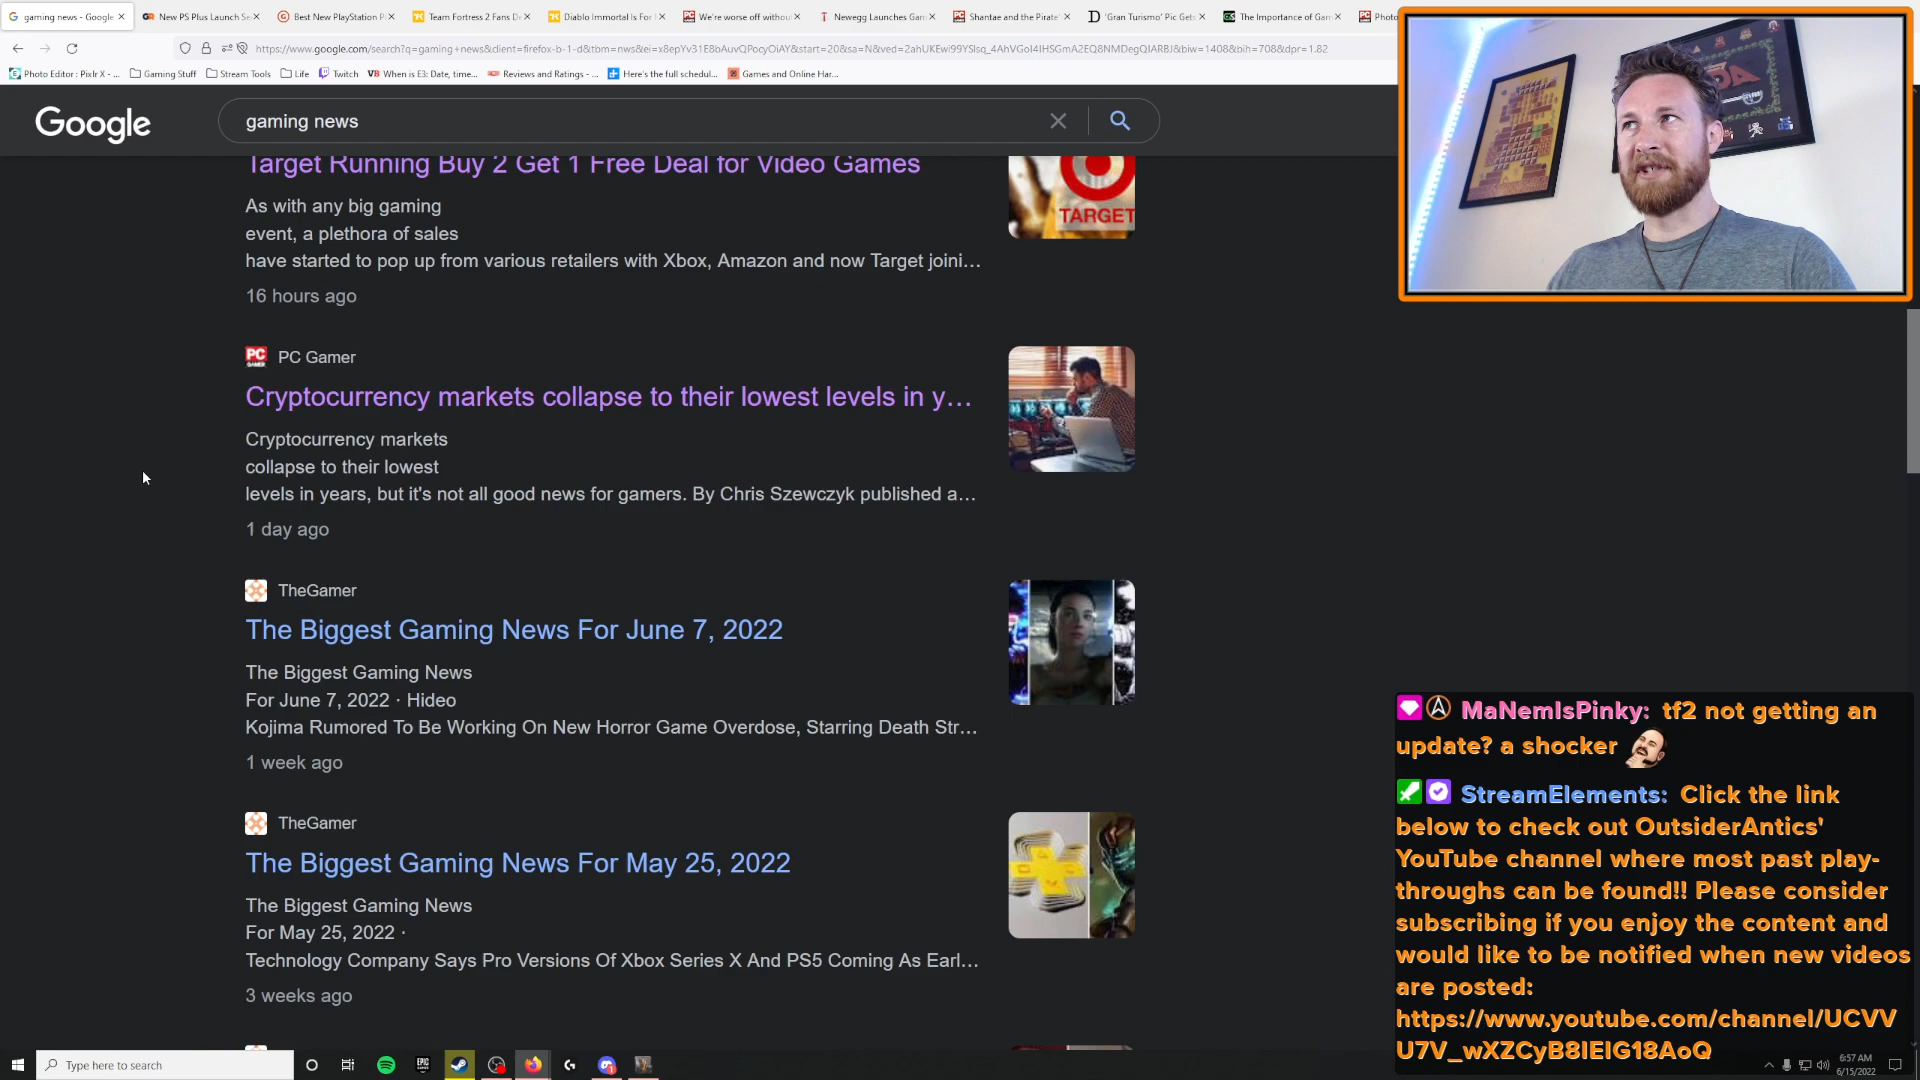 gaming news - Google
New PS Plus Launch Se
Best New PlayStation P
Team Fortress 2 Fans D
Diablo Immortal Is For
We're worse off withou
Newegg Launches Gam
Shantae and the Pirate'
'Gran Turismo' Pic Get
The Importance of Gam
Photo
https://www.google.com/search?q=gaming+news&client=firefox-b-1-d&tbm=nws&ei=x8epYv31E8bAuvQPocyOiAY&start=20&sa=N&ved=2ahUKEwi99YSlsq_4AhVGoI4IHSGmA2EQ8NMDegQIARBJ&biw=1408&bih=708&dpr=1.82
Photo Editor : Pixlr X - ...
Gaming Stuff
Stream Tools
Life
Twitch
When is E3: Date, time...
Reviews and Ratings - ...
Here's the full schedul...
Games and Online Har...
Google
gaming news
Target Running Buy 2 Get 1 Free Deal for Video Games
As with any big gaming
event, a plethora of sales
have started to pop up from various retailers with Xbox, Amazon and now Target joini...
16 hours ago
TARGET
PC GAMER
PC Gamer
Cryptocurrency markets collapse to their lowest levels in y...
Cryptocurrency markets
collapse to their lowest
levels in years, but it's not all good news for gamers. By Chris Szewczyk published a...
1 day ago
TheGamer
The Biggest Gaming News For June 7, 2022
The Biggest Gaming News
For June 7, 2022 · Hideo
Kojima Rumored To Be Working On New Horror Game Overdose, Starring Death Str...
1 week ago
TheGamer
The Biggest Gaming News For May 25, 2022
The Biggest Gaming News
For May 25, 2022 ·
Technology Company Says Pro Versions Of Xbox Series X And PS5 Coming As Earl...
3 weeks ago
MaNemIsPinky: tf2 not getting an
update? a shocker
StreamElements: Click the link
below to check out OutsiderAntics'
YouTube channel where most past play-
throughs can be found!! Please consider
subscribing if you enjoy the content and
would like to be notified when new videos
are posted:
https://www.youtube.com/channel/UCVV
U7V_wXZCyB8IEIG18AoQ
Type here to search
EPIC
6:57 AM
6/15/2022